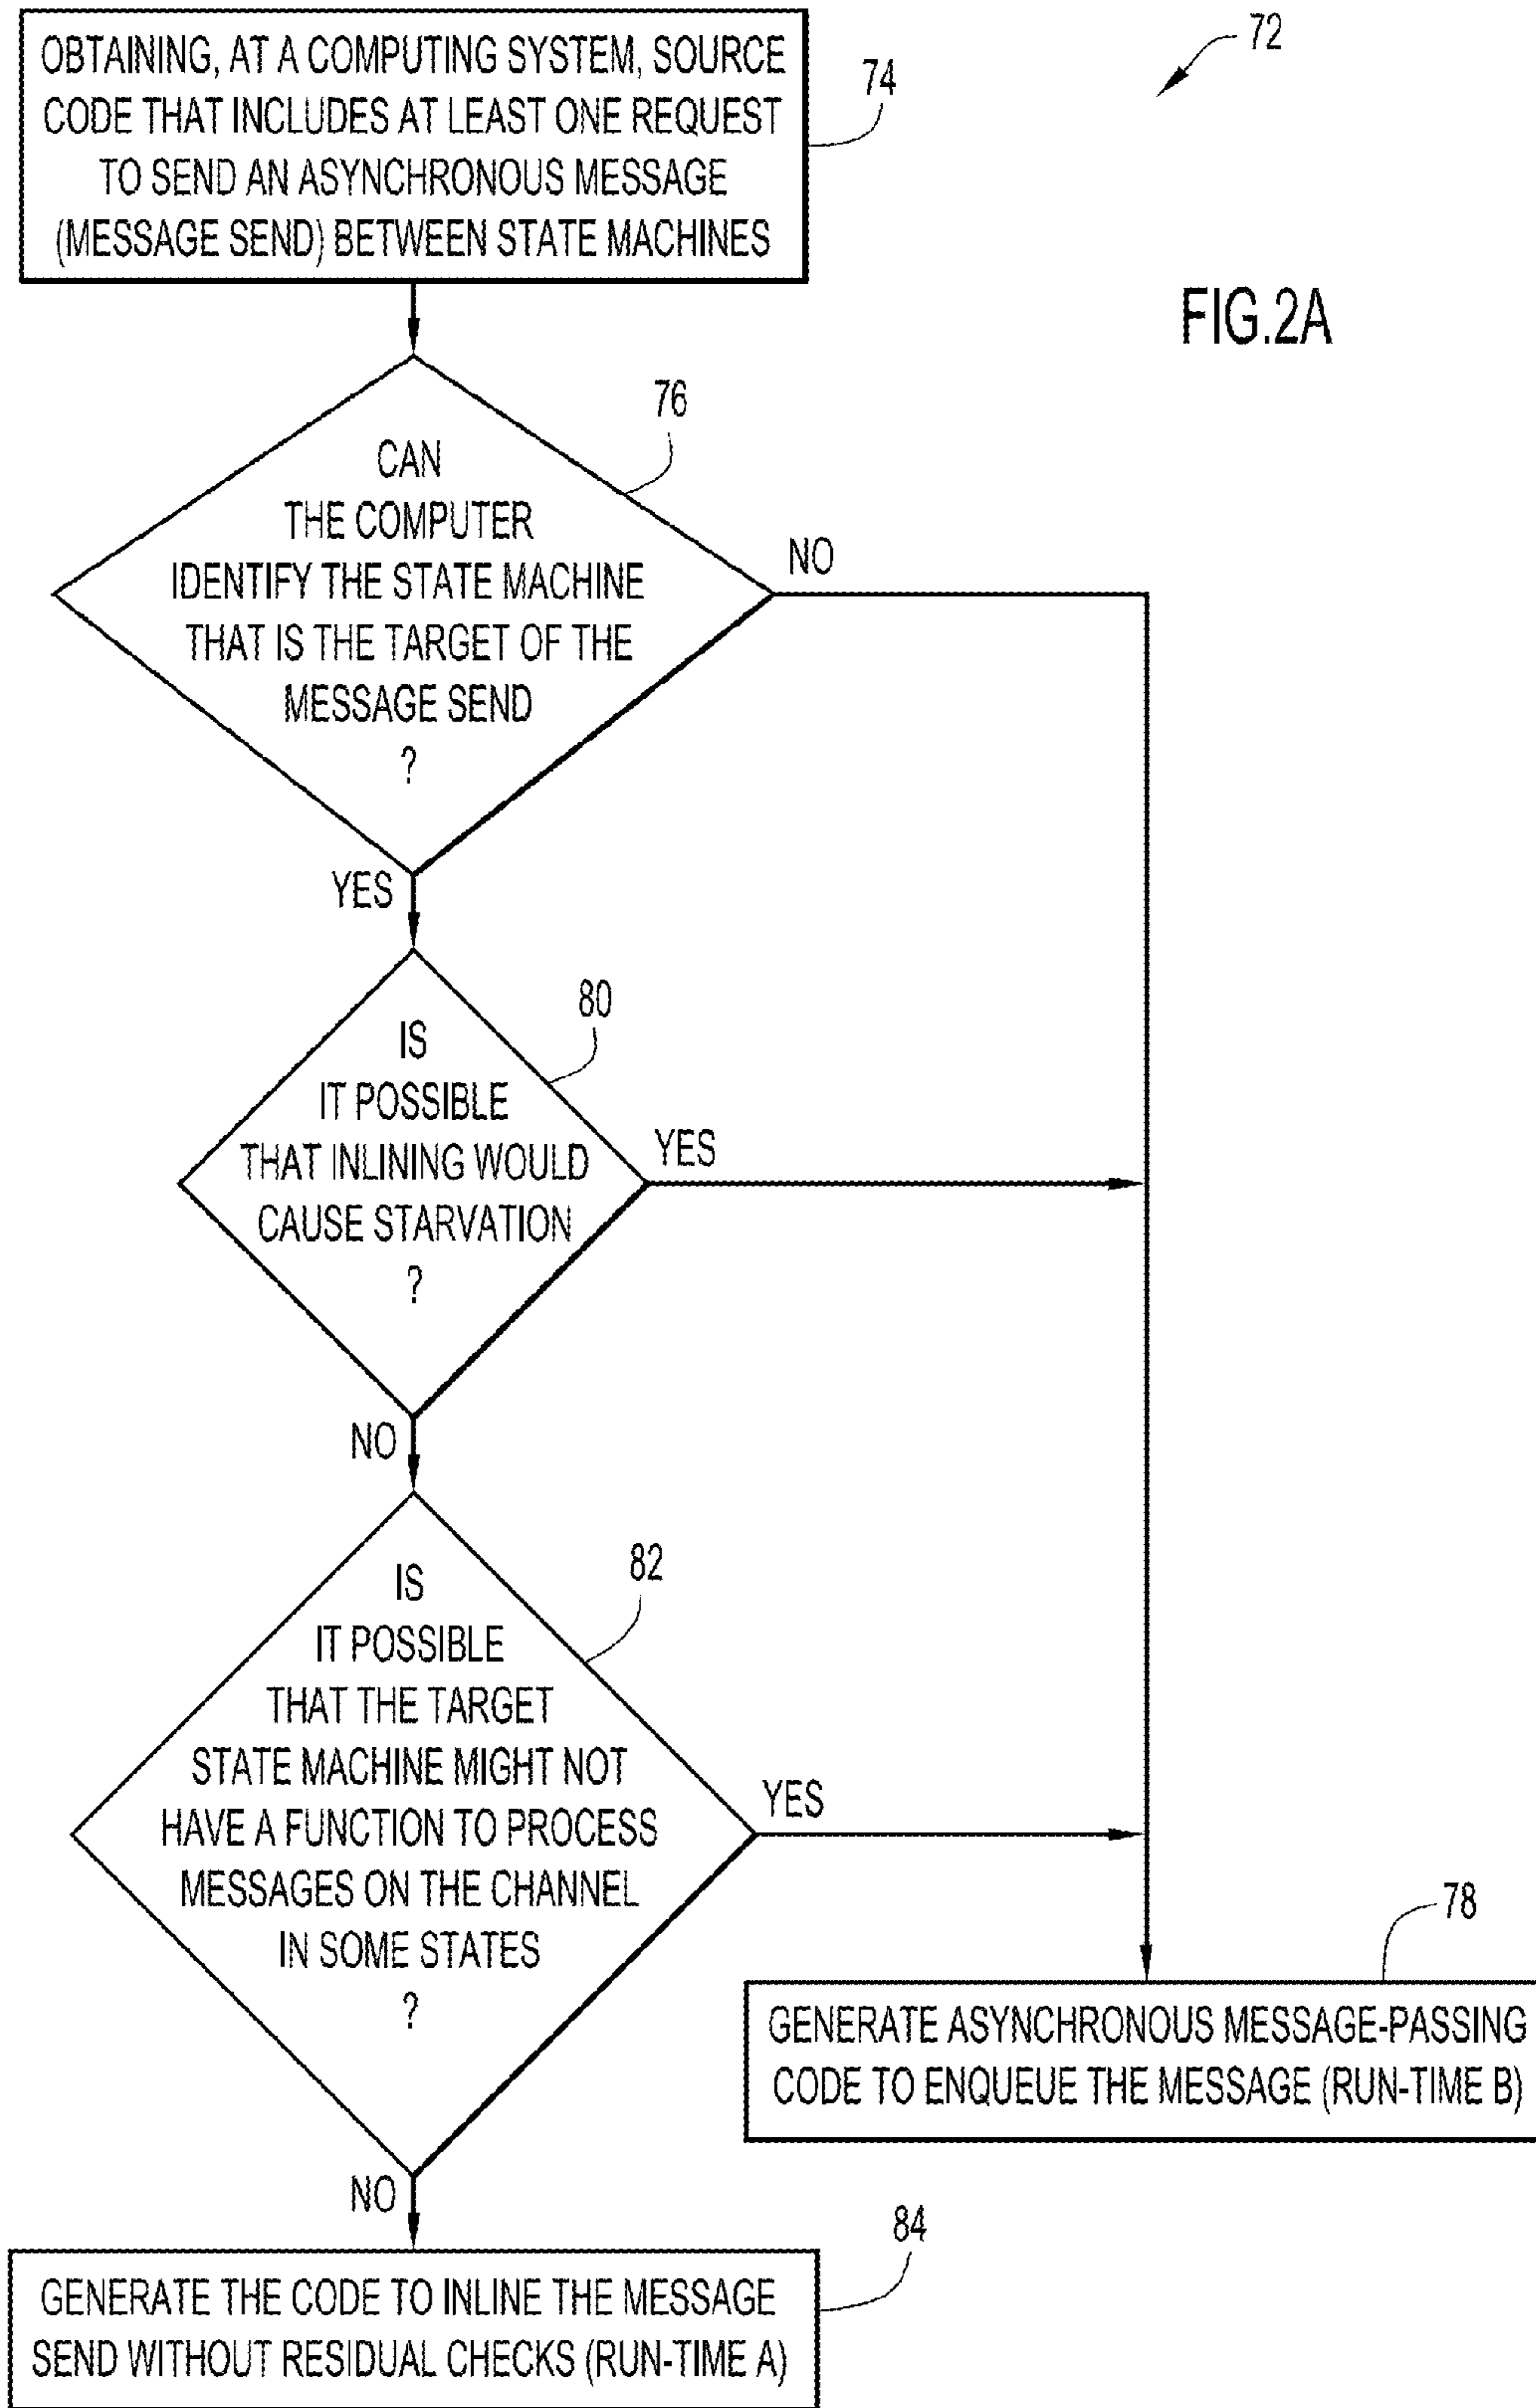 72
OBTAINING, AT A COMPUTING SYSTEM, SOURCE
CODE THAT INCLUDES AT LEAST ONE REQUEST
TO SEND AN ASYNCHRONOUS MESSAGE
(MESSAGE SEND) BETWEEN STATE MACHINES
74
FIG.2A
76
CAN
THE COMPUTER
IDENTIFY THE STATE MACHINE
THAT IS THE TARGET OF THE
MESSAGE SEND
?
NO
YES
80
IS
IT POSSIBLE
THAT INLINING WOULD
CAUSE STARVATION
?
YES
NO
82
IS
IT POSSIBLE
THAT THE TARGET
STATE MACHINE MIGHT NOT
HAVE A FUNCTION TO PROCESS
MESSAGES ON THE CHANNEL
IN SOME STATES
?
YES
78
GENERATE ASYNCHRONOUS MESSAGE-PASSING
CODE TO ENQUEUE THE MESSAGE (RUN-TIME B)
NO
84
GENERATE THE CODE TO INLINE THE MESSAGE
SEND WITHOUT RESIDUAL CHECKS (RUN-TIME A)